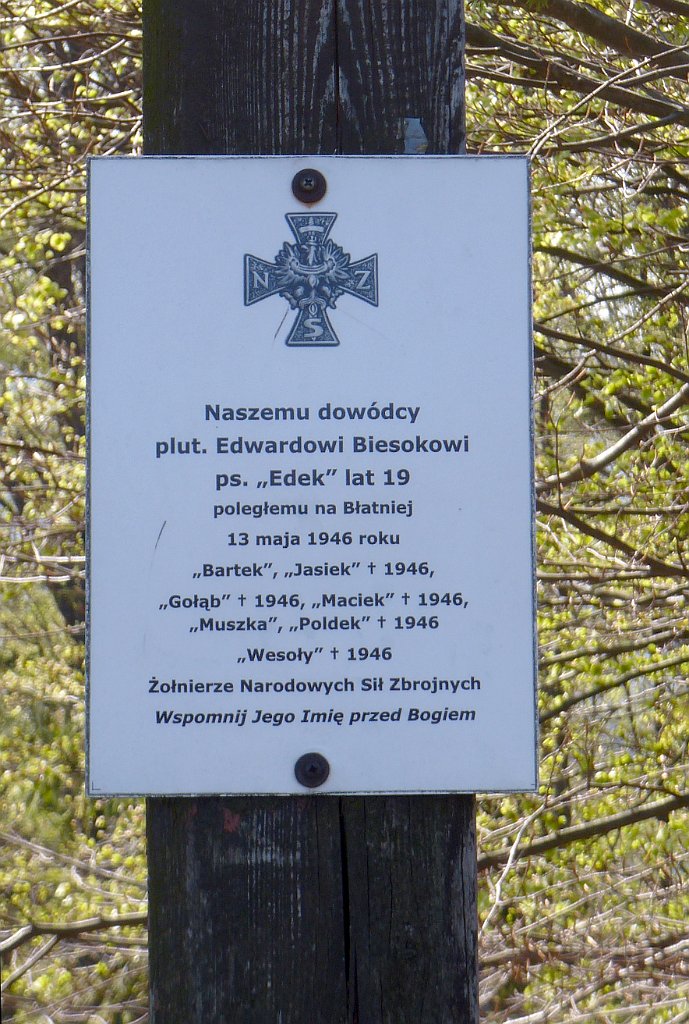 N Z
S
Naszemu dowódcy
plut. Edwardowi Biesokowi
ps. „Edek” lat 19
poległemu na Błatniej
13 maja 1946 roku
„Bartek”, „Jasiek” † 1946,
„Gołąb” † 1946, „Maciek” † 1946,
„Muszka”, „Poldek” † 1946
„Wesoły” † 1946
Żołnierze Narodowych Sił Zbrojnych
Wspomnij Jego Imię przed Bogiem